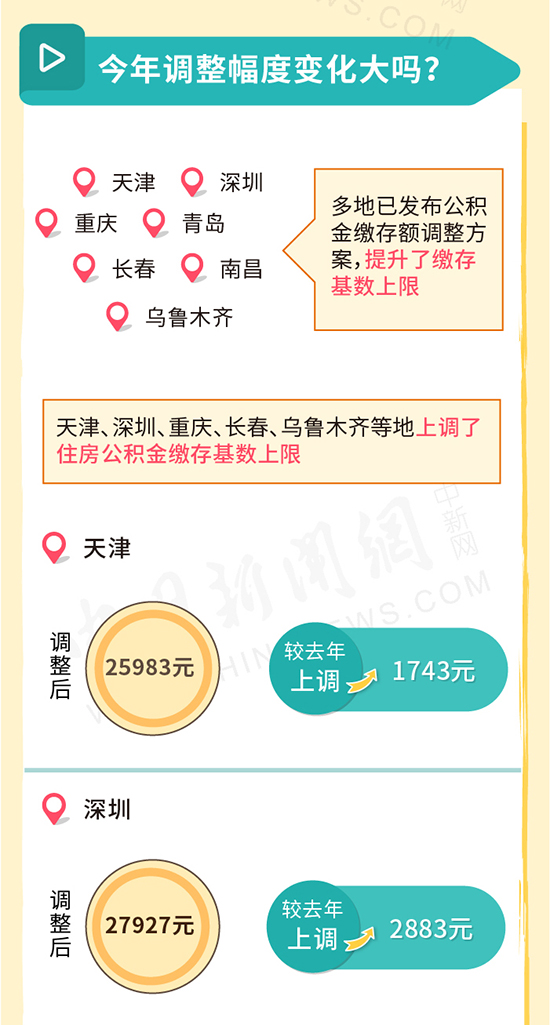 今年调整幅度变化大吗?
天津 深圳
重庆 青岛
长春 南昌
乌鲁木齐
多地已发布公积
金缴存额调整方
案,提升了缴存
基数上限
天津、深圳、重庆、长春、乌鲁木齐等地上调了
住房公积金缴存基数上限
中新网
天津
调整后
25983元
较去年
上调
1743元
深圳
调整后
27927元
较去年
上调
2883元